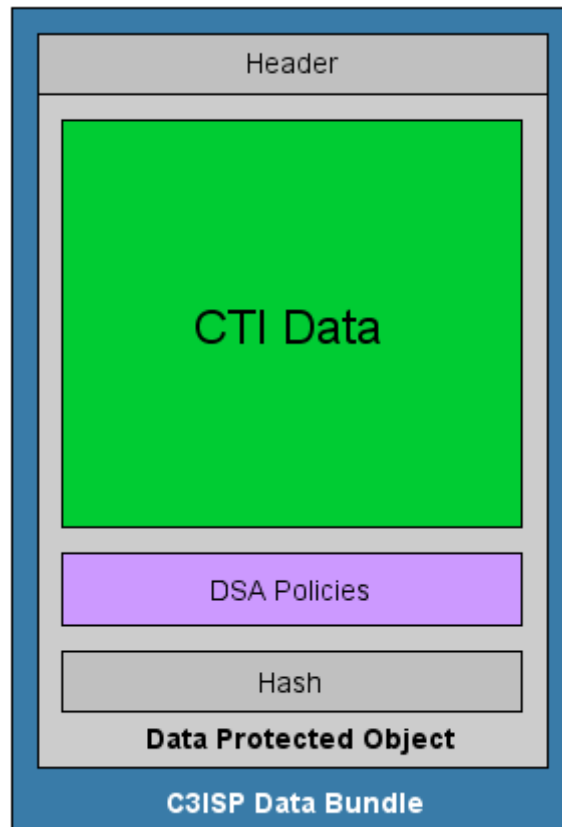 Header
CTI Data
DSA Policies
Hash
Data Protected Object
C3ISP Data Bundle